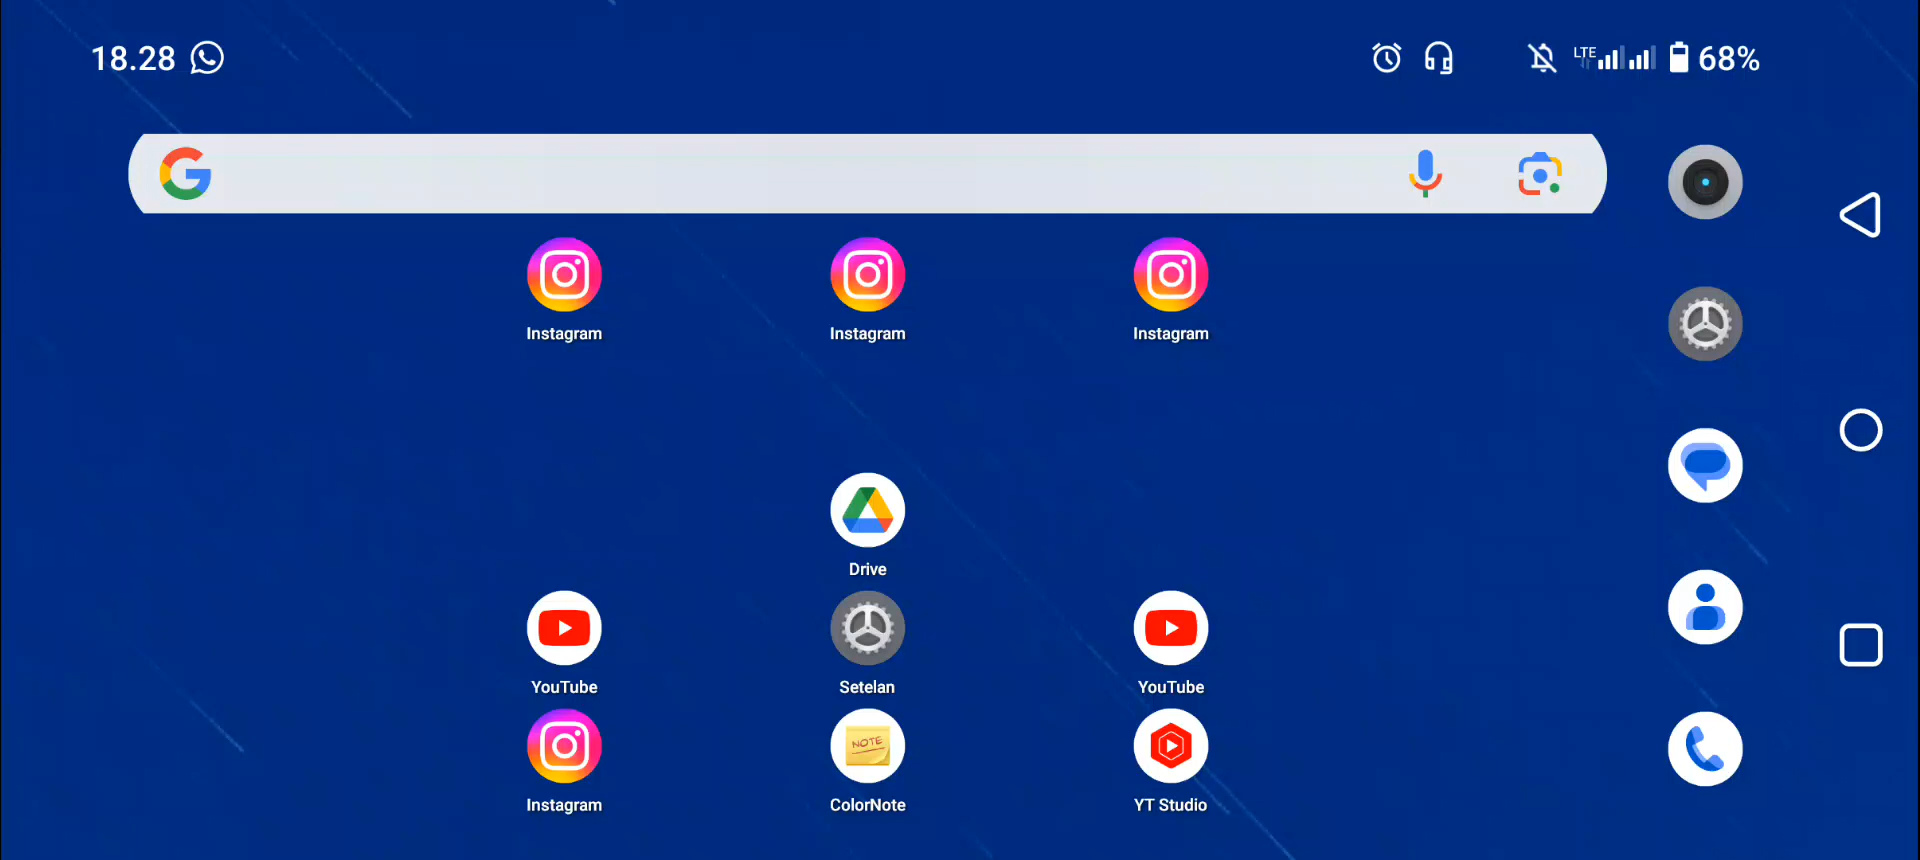 18.28
LTE
68%
Instagram Instagram Instagram
Drive
YouTube Setelan YouTube
NOTE
Instagram ColorNote YT Studio